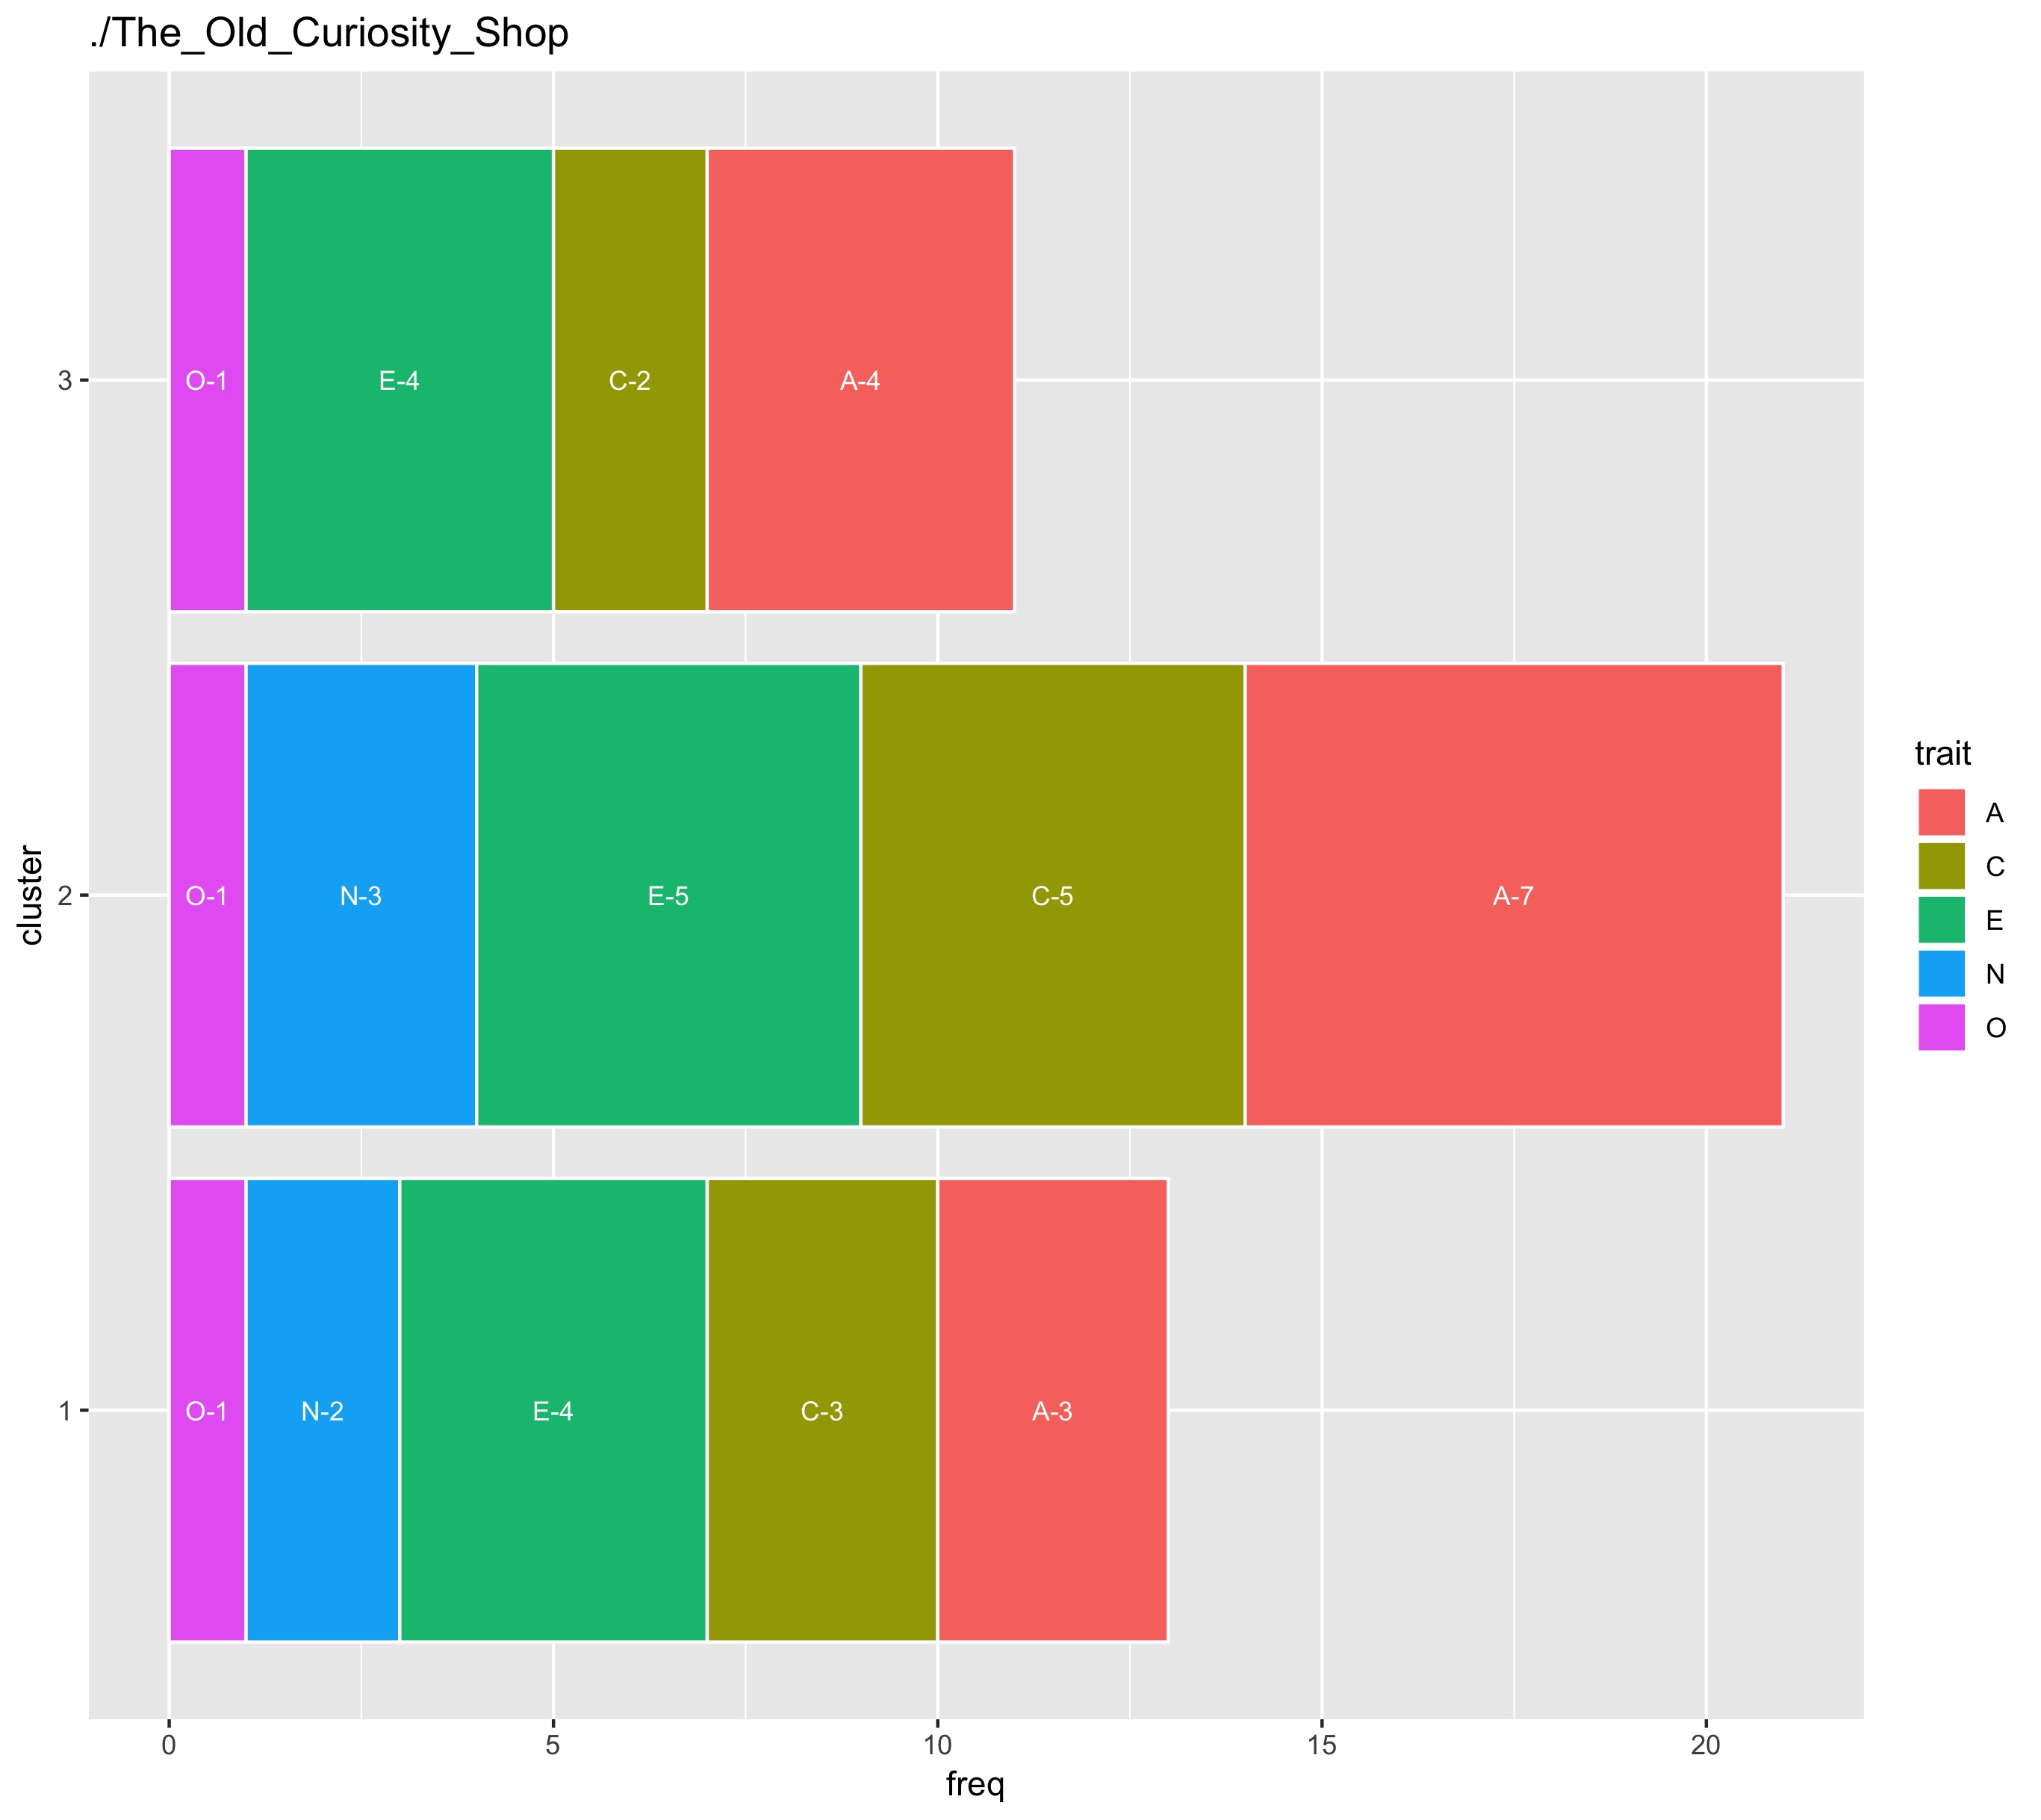 ./The_Old_Curiosity_Shop
3
O-1 E-4 C-2 A-4
trait
A
C
E
N
O
cluster
2
O-1 N-3 E-5 C-5 A-7
1
O-1 N-2 E-4 C-3 A-3
0 5 10 15 20
freq